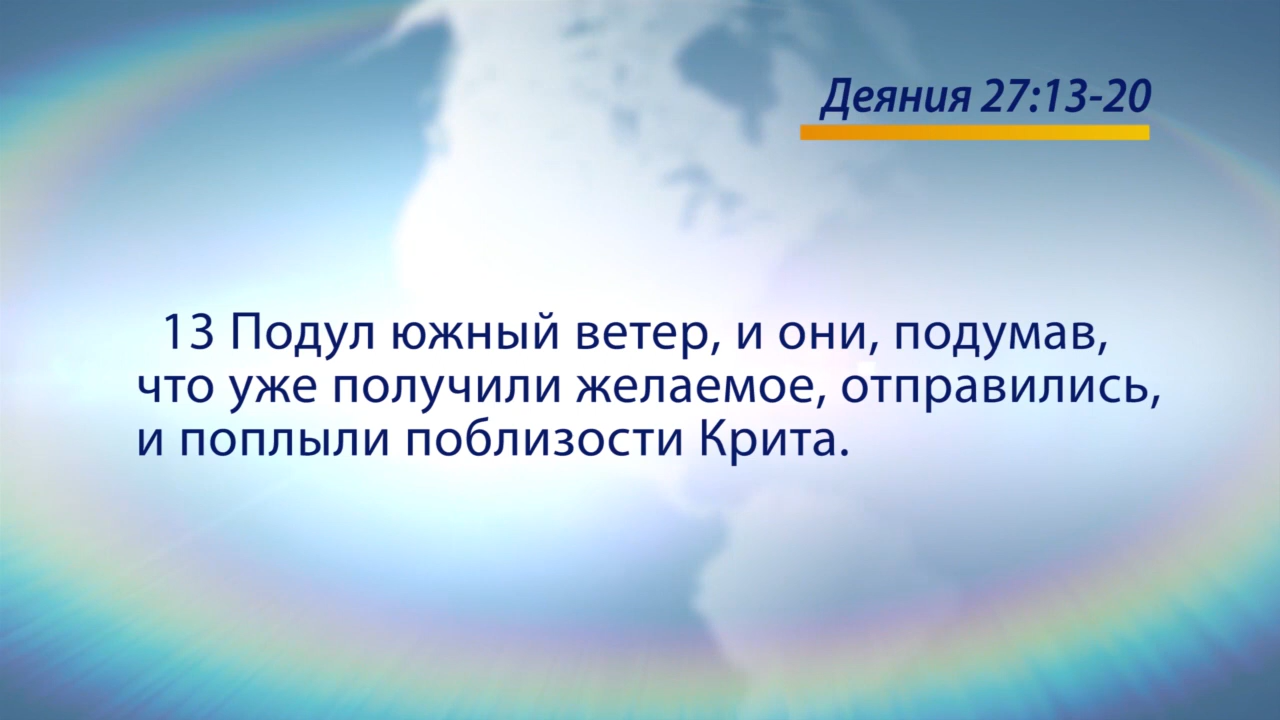 Деяния 27:13-20
13 Подул южный ветер, и они, подумав,
что уже получили желаемое, отправились,
и поплыли поблизости Крита.